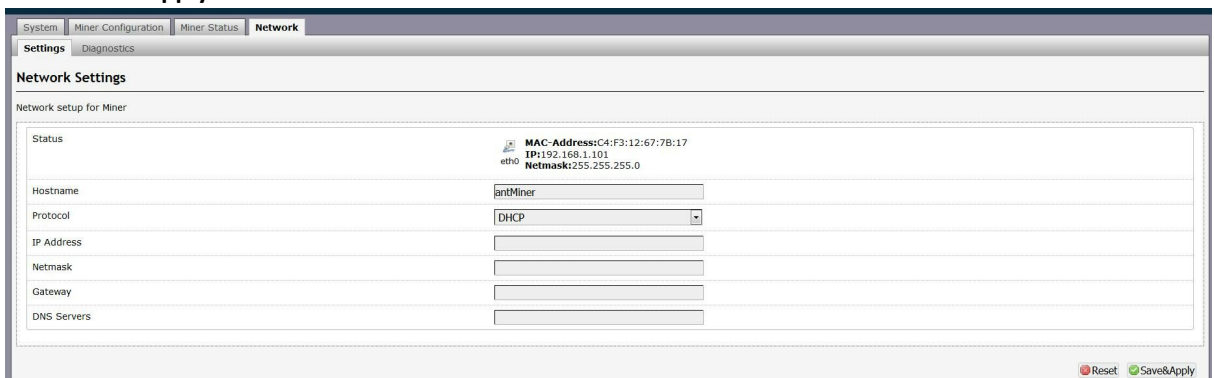 System Miner Configuration Miner Status Network
Settings Diagnostics
Network Settings
Network setup for Miner
Status
MAC-Address:C4:F3:12:67:7B:17
IP:192.168.1.101
eth0 Netmask:255.255.255.0
Hostname antMiner
Protocol DHCP
IP Address
Netmask
Gateway
DNS Servers
Reset Save&Apply